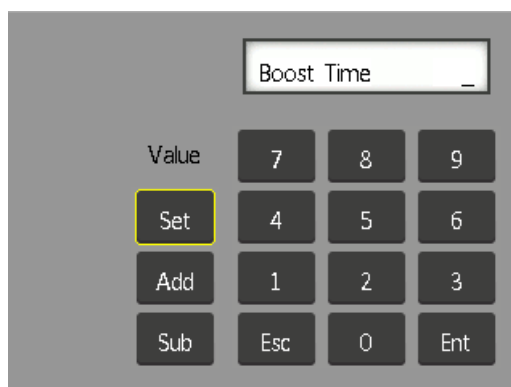 Boost Time _
Value 7 8 9
Set 4 5 6
Add 1 2 3
Sub Esc 0 Ent